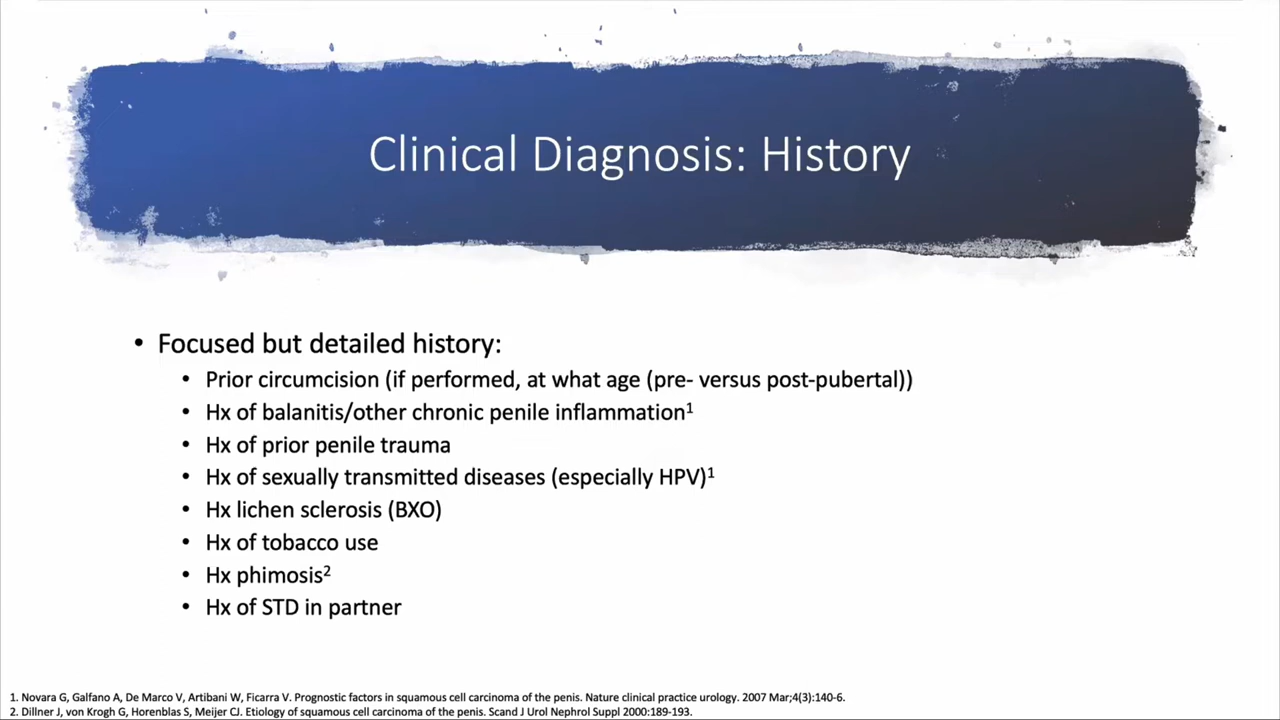 Clinical Diagnosis: History
• Focused but detailed history:
• Prior circumcision (if performed, at what age (pre- versus post-pubertal))
• Hx of balanitis/other chronic penile inflammation¹
• Hx of prior penile trauma
• Hx of sexually transmitted diseases (especially HPV)¹
• Hx lichen sclerosis (BXO)
• Hx of tobacco use
• Hx phimosis²
• Hx of STD in partner
1. Novara G, Galfano A, De Marco V, Artibani W, Ficarra V. Prognostic factors in squamous cell carcinoma of the penis. Nature clinical practice urology. 2007 Mar;4(3):140-6.
2. Dillner J, von Krogh G, Horenblas S, Meijer CJ. Etiology of squamous cell carcinoma of the penis. Scand J Urol Nephrol Suppl 2000:189-193.